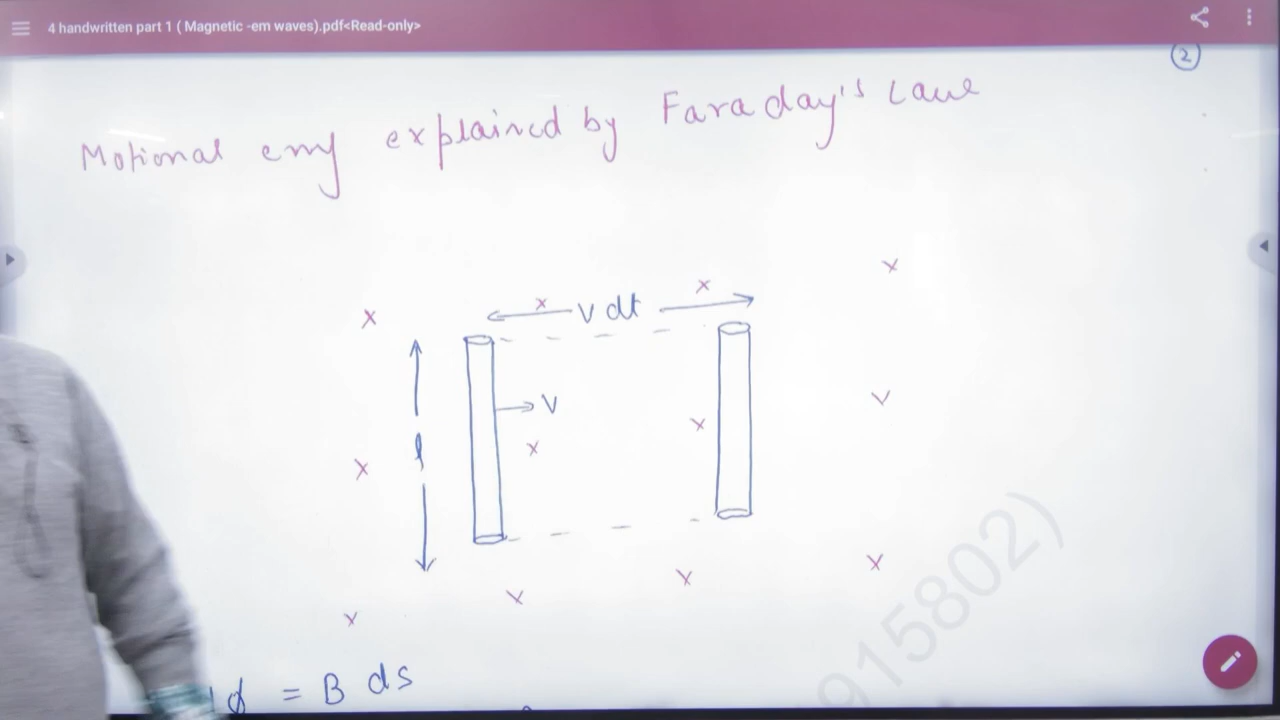 4 handwritten part 1 ( Magnetic -em waves).pdf<Read-only>
2
Motional emf explained by Faraday's Law
x x x x
V dt
x
V
l
x x x x
x x x x
dϕ = B ds
915802)